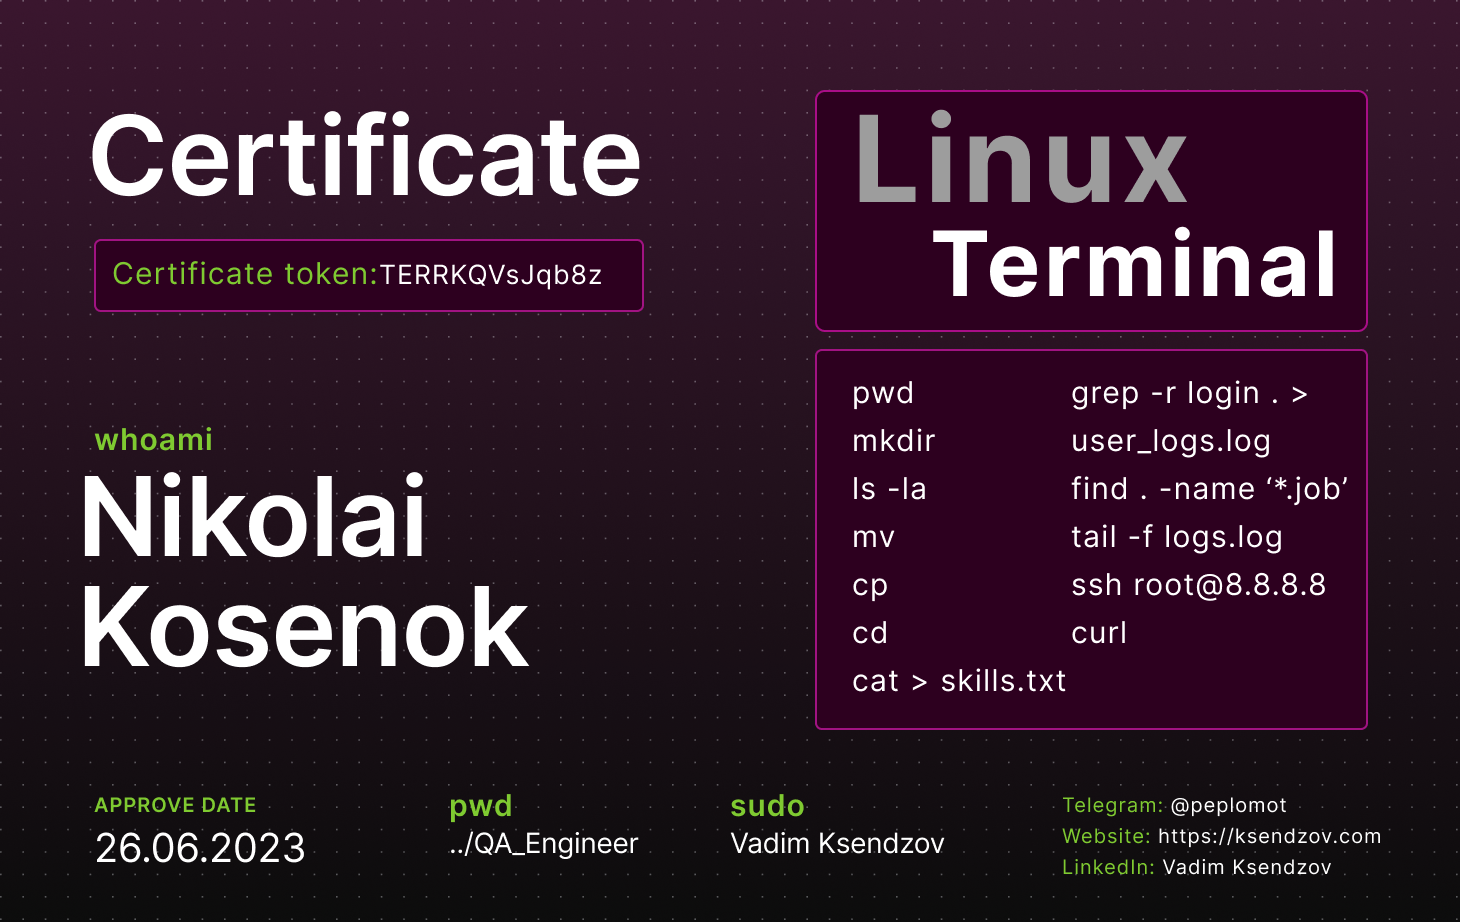 Certificate
Certificate token:TERRKQVsJqb8z
whoami
Nikolai
Kosenok
Linux
Terminal
pwd
mkdir
ls -la
mv
cp
cd
cat > skills.txt
grep -r login . >
user_logs.log
find . -name ‘*.job’
tail -f logs.log
ssh root@8.8.8.8
curl
APPROVE DATE
26.06.2023
pwd
../QA_Engineer
sudo
Vadim Ksendzov
Telegram: @peplomot
Website: https://ksendzov.com
LinkedIn: Vadim Ksendzov